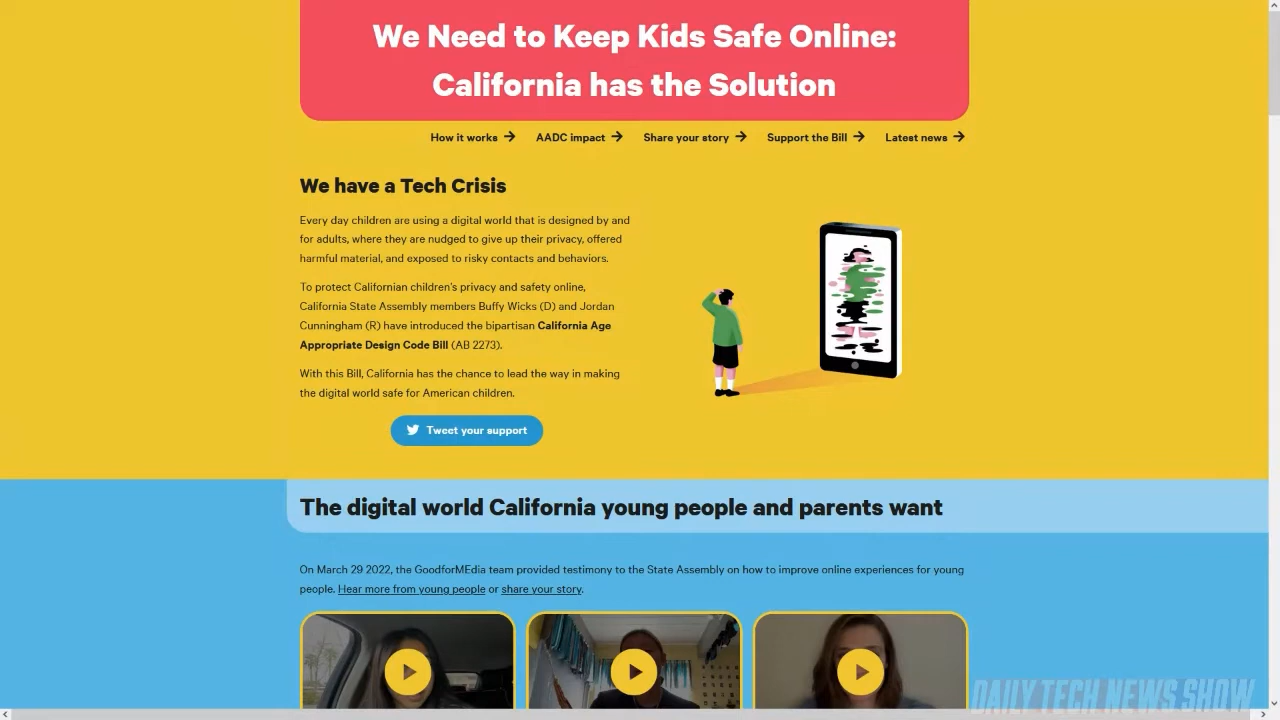 We Need to Keep Kids Safe Online:
California has the Solution
How it works → AADC impact → Share your story → Support the Bill → Latest news →
We have a Tech Crisis
Every day children are using a digital world that is designed by and
for adults, where they are nudged to give up their privacy, offered
harmful material, and exposed to risky contacts and behaviors.
To protect Californian children's privacy and safety online,
California State Assembly members Buffy Wicks (D) and Jordan
Cunningham (R) have introduced the bipartisan California Age
Appropriate Design Code Bill (AB 2273).
With this Bill, California has the chance to lead the way in making
the digital world safe for American children.
Tweet your support
The digital world California young people and parents want
On March 29 2022, the GoodforMEdia team provided testimony to the State Assembly on how to improve online experiences for young
people. Hear more from young people or share your story.
DAILY TECH NEWS SHOW